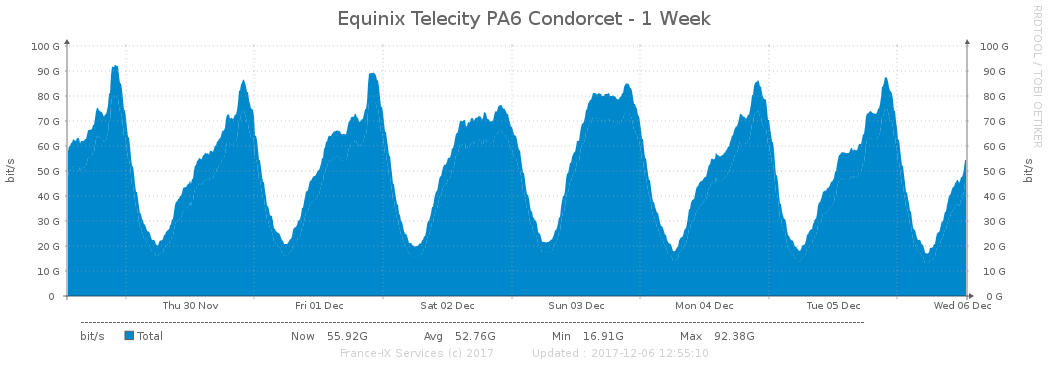 Equinix Telecity PA6 Condorcet - 1 Week
RRDTOOL / TOBI OETIKER
bit/s
100 G
90 G
80 G
70 G
60 G
50 G
40 G
30 G
20 G
10 G
0
100 G
90 G
80 G
70 G
60 G
50 G
40 G
30 G
20 G
10 G
0 G
bit/s
Thu 30 Nov Fri 01 Dec Sat 02 Dec Sun 03 Dec Mon 04 Dec Tue 05 Dec Wed 06 Dec
bit/s Total Now 55.92G Avg 52.76G Min 16.91G Max 92.38G
France-IX Services (c) 2017 Updated : 2017-12-06 12:55:10